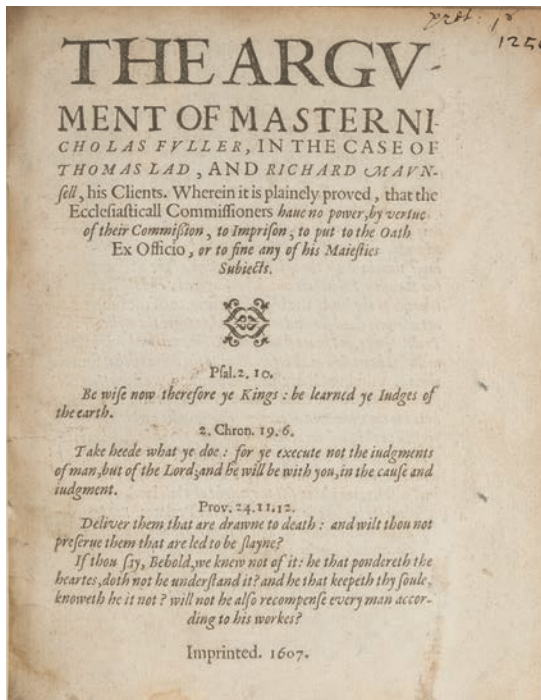 1250
THE ARGV-
MENT OF MASTER NI-
CHOLAS FVLLER, IN THE CASE OF
THOMAS LAD, AND RICHARD MAVN-
ſell, his Clients. Wherein it is plainely proved, that the
Eccleſiaſticall Commiſſioners haue no power, by vertue
of their Commiſſion, to Impriſon, to put to the Oath
Ex Officio, or to fine any of his Maieſties
Subiects.
Pſal. 2. 10.
Be wiſe now therefore ye Kings: be learned ye Iudges of
the earth.
2. Chron. 19. 6.
Take heede what ye doe: for ye execute not the iudgments
of man, but of the Lord; and he will be with you, in the cauſe and
iudgment.
Prov. 24. 11. 12.
Deliver them that are drawne to death: and wilt thou not
preſerue them that are led to be ſlayne?
If thou ſay, Behold, we knew not of it: he that pondereth the
heartes, doth not he underſtand it? and he that keepeth thy ſoule,
knoweth he it not? will not he alſo recompenſe every man accor-
ding to his workes?
Imprinted. 1607.